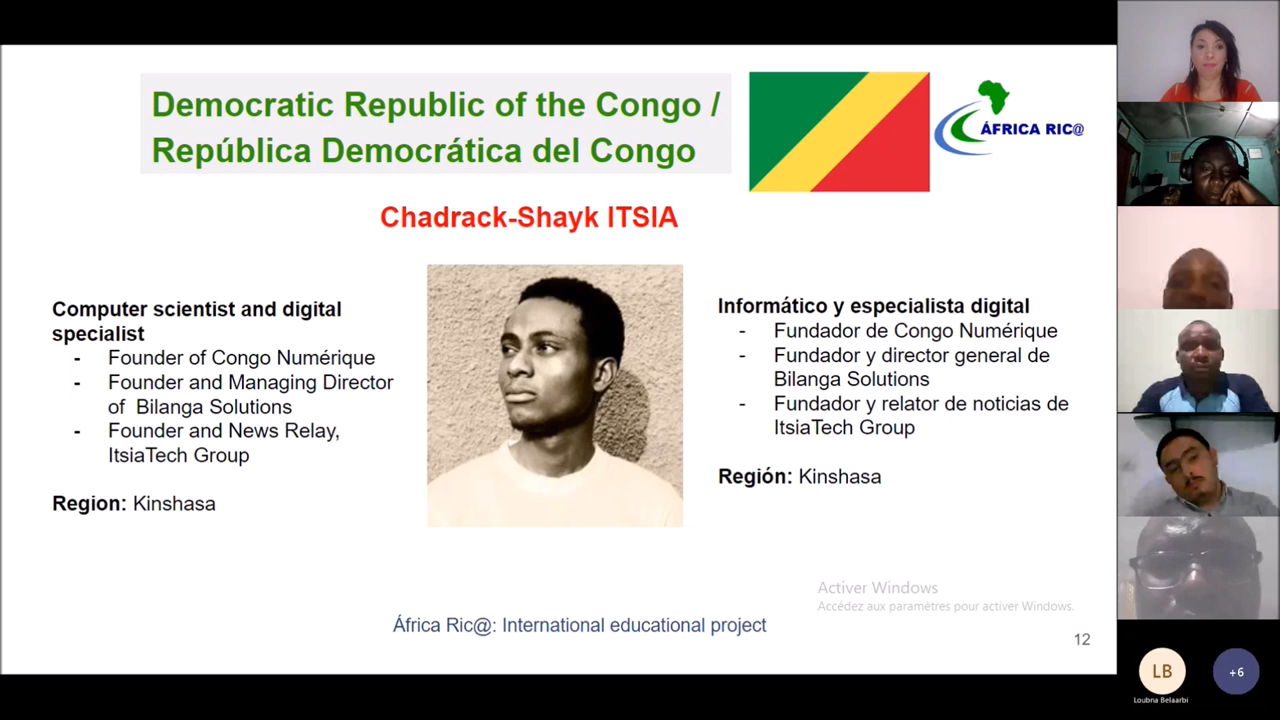 Democratic Republic of the Congo /
República Democrática del Congo
ÁFRICA RIC@
Chadrack-Shayk ITSIA
Computer scientist and digital
specialist
- Founder of Congo Numérique
- Founder and Managing Director
of Bilanga Solutions
- Founder and News Relay,
ItsiaTech Group
Region: Kinshasa
Informático y especialista digital
- Fundador de Congo Numérique
- Fundador y director general de
Bilanga Solutions
- Fundador y relator de noticias de
ItsiaTech Group
Región: Kinshasa
Activer Windows
Accédez aux paramètres pour activer Windows.
África Ric@: International educational project
12
LB
+6
Loubna Belaarbi